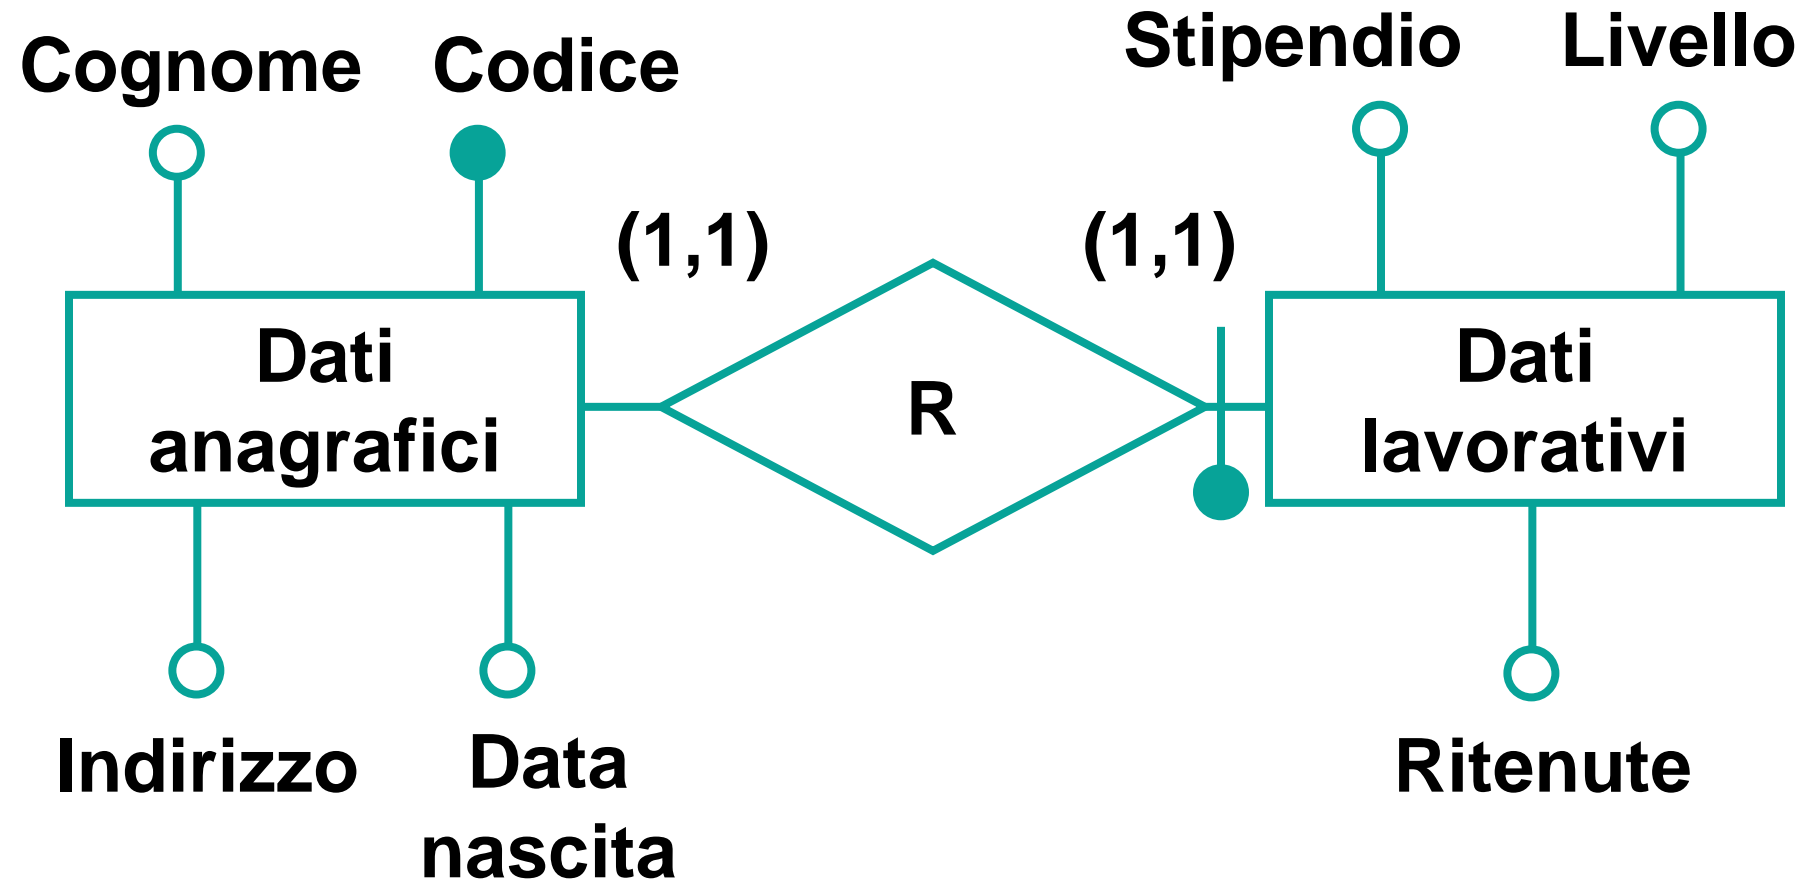 Cognome
Codice
Stipendio
Livello
(1,1)
(1,1)
Dati
anagrafici
R
Dati
lavorativi
Indirizzo
Data
nascita
Ritenute